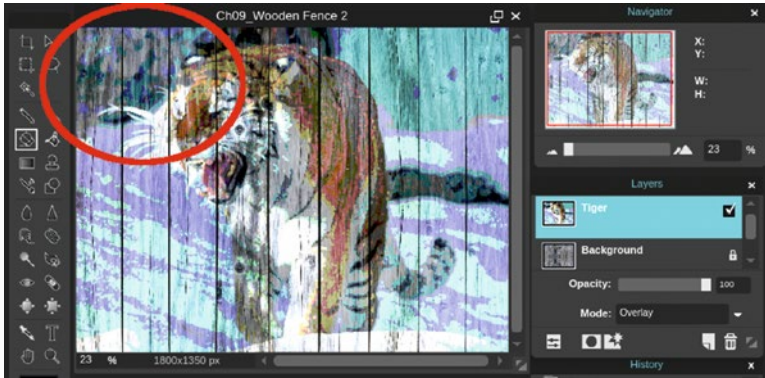 Ch09_Wooden Fence 2
23 %
1800x1350 px
Navigator
X:
Y:
W:
H:
23 %
Layers
Tiger
Background
Opacity: 100
Mode: Overlay
History